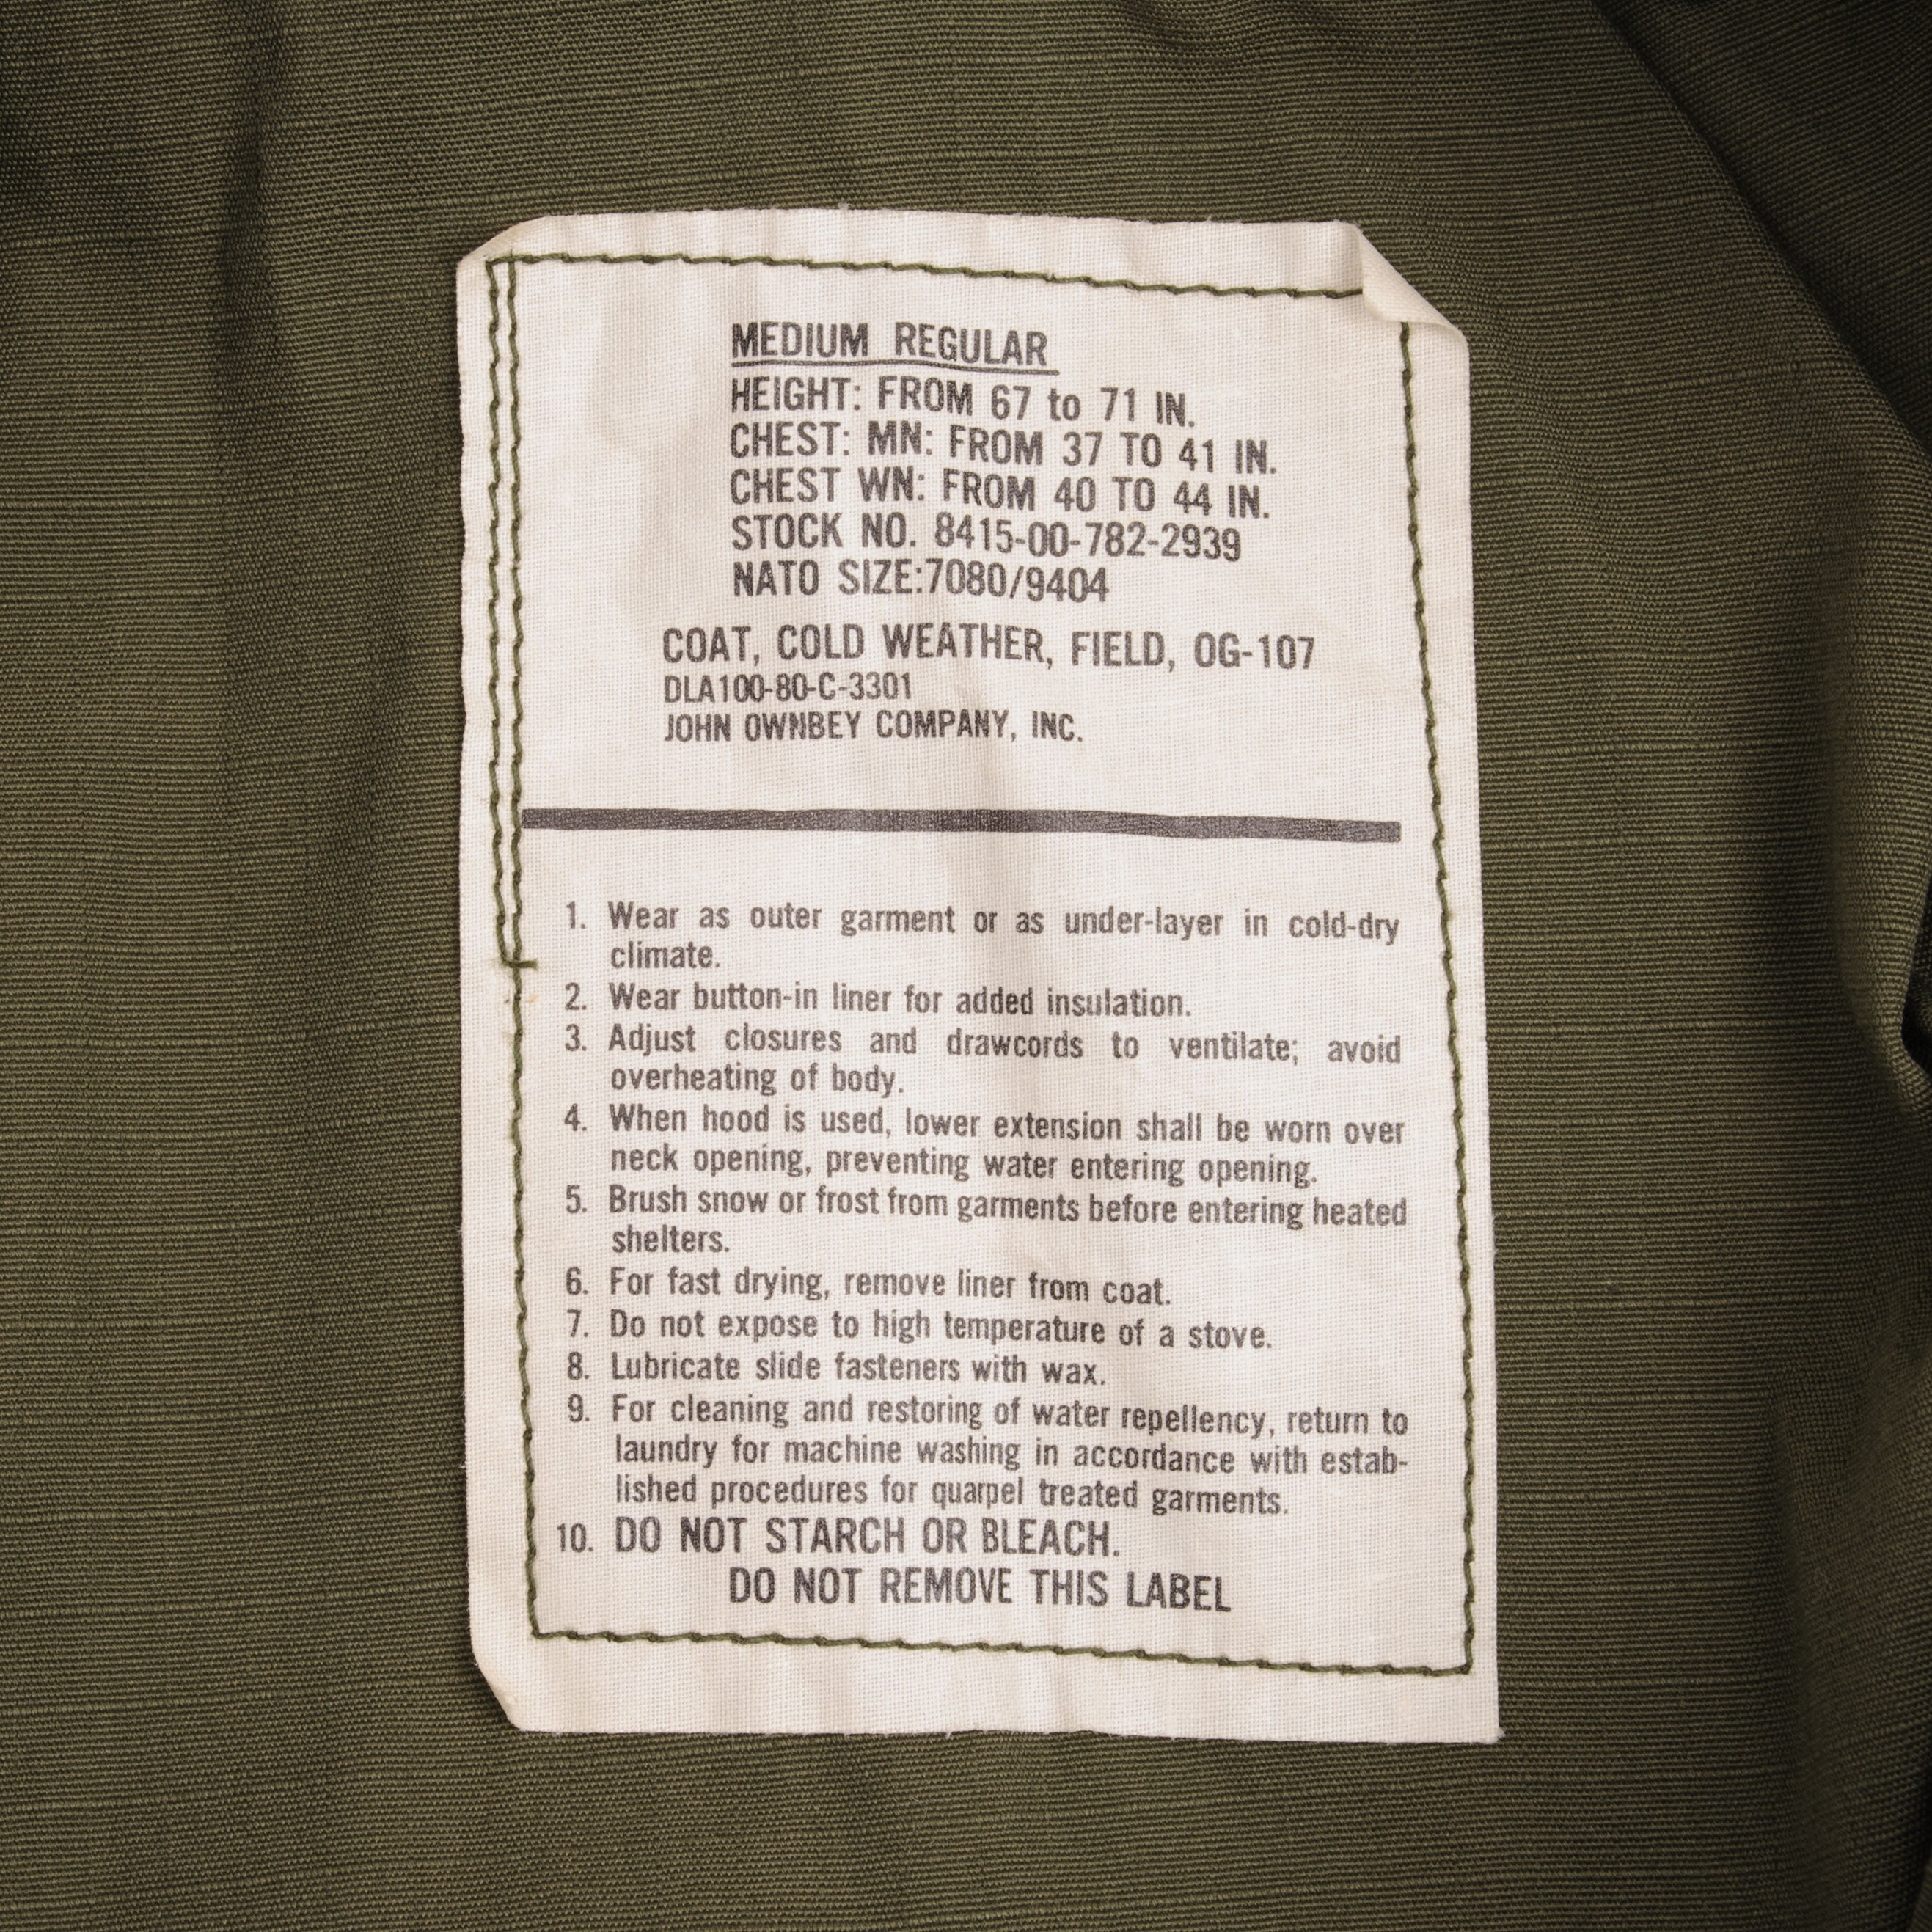 MEDIUM REGULAR
HEIGHT: FROM 67 to 71 IN.
CHEST: MN: FROM 37 TO 41 IN.
CHEST WN: FROM 40 TO 44 IN.
STOCK NO. 8415-00-782-2939
NATO SIZE:7080/9404
COAT, COLD WEATHER, FIELD, OG-107
DLA100-80-C-3301
JOHN OWNBEY COMPANY, INC.
1. Wear as outer garment or as under-layer in cold-dry
climate.
2. Wear button-in liner for added insulation.
3. Adjust closures and drawcords to ventilate; avoid
overheating of body.
4. When hood is used, lower extension shall be worn over
neck opening, preventing water entering opening.
5. Brush snow or frost from garments before entering heated
shelters.
6. For fast drying, remove liner from coat.
7. Do not expose to high temperature of a stove.
8. Lubricate slide fasteners with wax.
9. For cleaning and restoring of water repellency, return to
laundry for machine washing in accordance with estab-
lished procedures for quarpel treated garments.
10. DO NOT STARCH OR BLEACH.
DO NOT REMOVE THIS LABEL